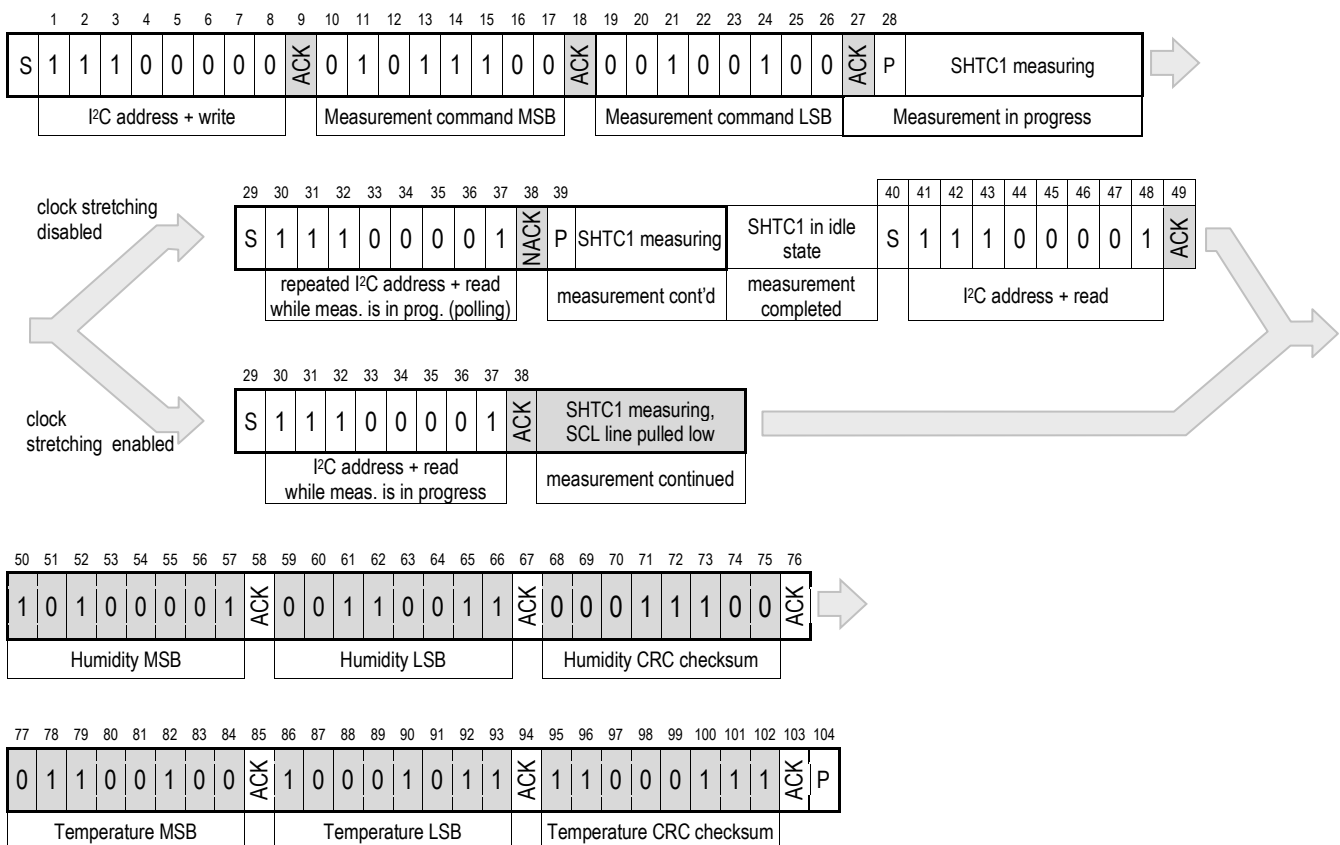 1 2 3 4 5 6 7 8 9 10 11 12 13 14 15 16 17 18 19 20 21 22 23 24 25 26 27 28
S 1 1 1 0 0 0 0 0 ACK 0 1 0 1 1 1 0 0 ACK 0 0 1 0 0 1 0 0 ACK P SHTC1 measuring
I²C address + write Measurement command MSB Measurement command LSB Measurement in progress
clock stretching
disabled
29 30 31 32 33 34 35 36 37 38 39 40 41 42 43 44 45 46 47 48 49
S 1 1 1 0 0 0 0 1 NACK P SHTC1 measuring
SHTC1 in idle
state
S 1 1 1 0 0 0 0 1 ACK
repeated I²C address + read
while meas. is in prog. (polling)
measurement cont'd
measurement
completed
I²C address + read
clock
stretching enabled
29 30 31 32 33 34 35 36 37 38
S 1 1 1 0 0 0 0 1 ACK
SHTC1 measuring,
SCL line pulled low
I²C address + read
while meas. is in progress
measurement continued
50 51 52 53 54 55 56 57 58 59 60 61 62 63 64 65 66 67 68 69 70 71 72 73 74 75 76
1 0 1 0 0 0 0 1 ACK 0 0 1 1 0 0 1 1 ACK 0 0 0 1 1 1 0 0 ACK
Humidity MSB Humidity LSB Humidity CRC checksum
77 78 79 80 81 82 83 84 85 86 87 88 89 90 91 92 93 94 95 96 97 98 99 100 101 102 103 104
0 1 1 0 0 1 0 0 ACK 1 0 0 0 1 0 1 1 ACK 1 1 0 0 0 1 1 1 ACK P
Temperature MSB Temperature LSB Temperature CRC checksum